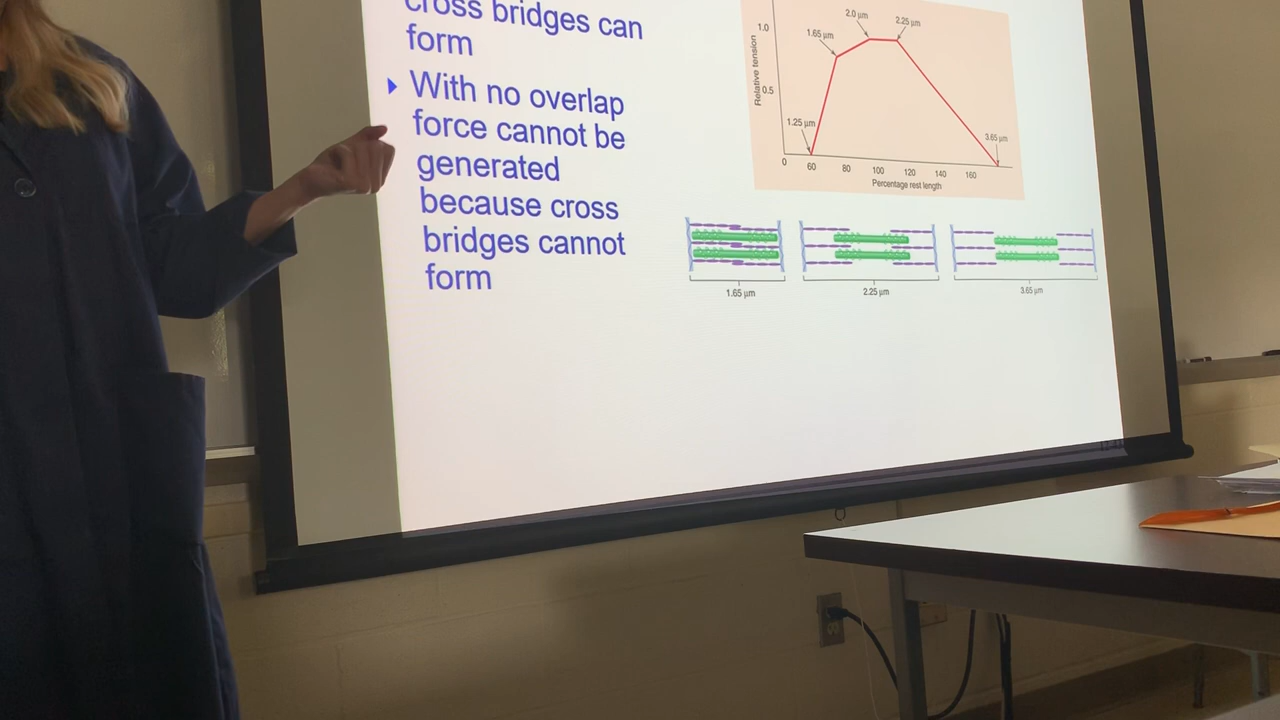 cross bridges can
form
With no overlap
force cannot be
generated
because cross
bridges cannot
form
Relative tension
1.0
0.5
0
1.25 μm
1.65 μm
2.0 μm
2.25 μm
3.65 μm
60 80 100 120 140 160
Percentage rest length
1.65 μm
2.25 μm
3.65 μm